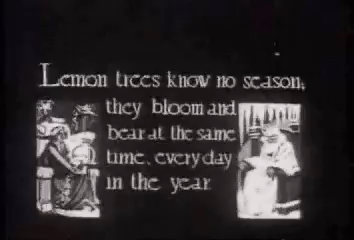 Lemon trees know no season;
they bloom and
bear at the same
time, every day
in the year.